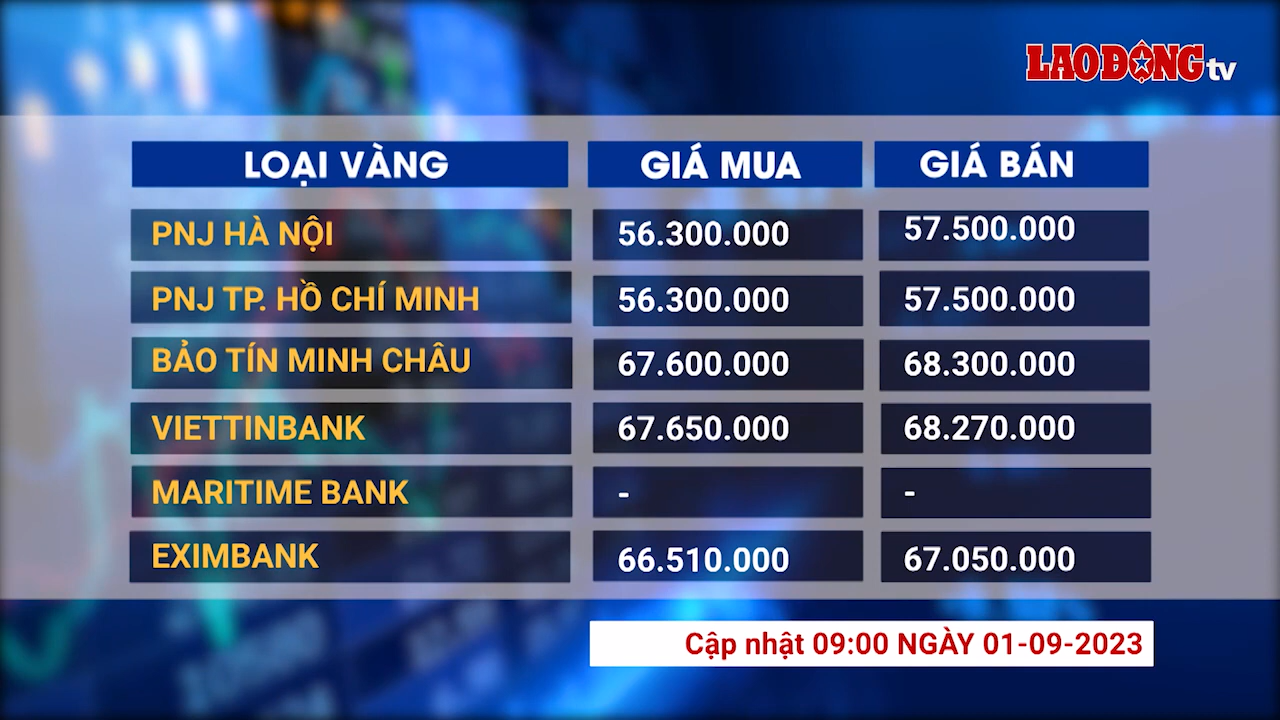 LAO ĐỘNG tv
LOẠI VÀNG GIÁ MUA GIÁ BÁN
PNJ HÀ NỘI 56.300.000 57.500.000
PNJ TP. HỒ CHÍ MINH 56.300.000 57.500.000
BẢO TÍN MINH CHÂU 67.600.000 68.300.000
VIETTINBANK 67.650.000 68.270.000
MARITIME BANK - -
EXIMBANK 66.510.000 67.050.000
Cập nhật 09:00 NGÀY 01-09-2023